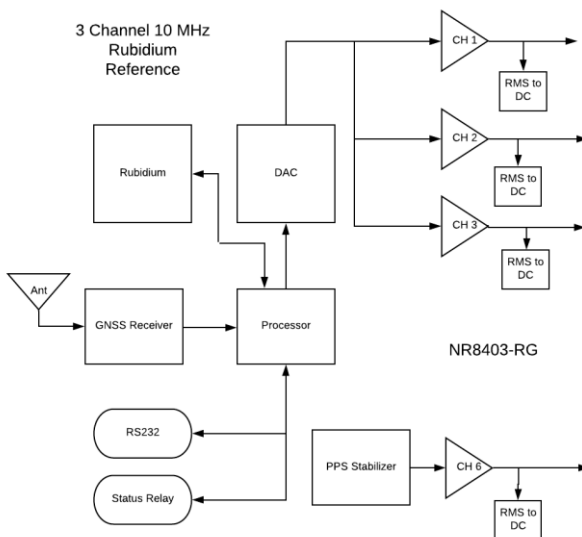 3 Channel 10 MHz
Rubidium
Reference
CH 1
RMS to
DC
Rubidium
DAC
CH 2
RMS to
DC
CH 3
RMS to
DC
Ant
GNSS Receiver
Processor
NR8403-RG
RS232
Status Relay
PPS Stabilizer
CH 6
RMS to
DC